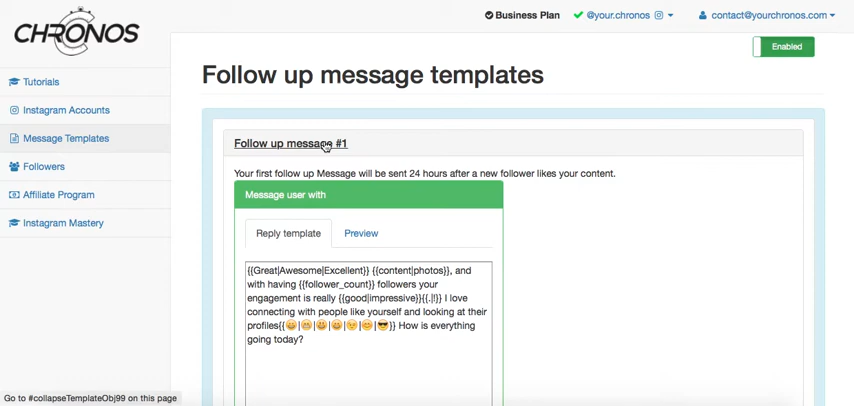 CHRONOS
Business Plan
@your.chronos
contact@yourchronos.com
Enabled
Tutorials
Instagram Accounts
Message Templates
Followers
Affiliate Program
Instagram Mastery
Follow up message templates
Follow up message #1
Your first follow up Message will be sent 24 hours after a new follower likes your content.
Message user with
Reply template
Preview
{{Great|Awesome|Excellent}} {{content|photos}}, and
with having {{follower_count}} followers your
engagement is really {{good|impressive}}{{.|!}} I love
connecting with people like yourself and looking at their
profiles{{😀|😁|😃|😄|😉|😊|😎}} How is everything
going today?
Go to #collapseTemplateObj99 on this page